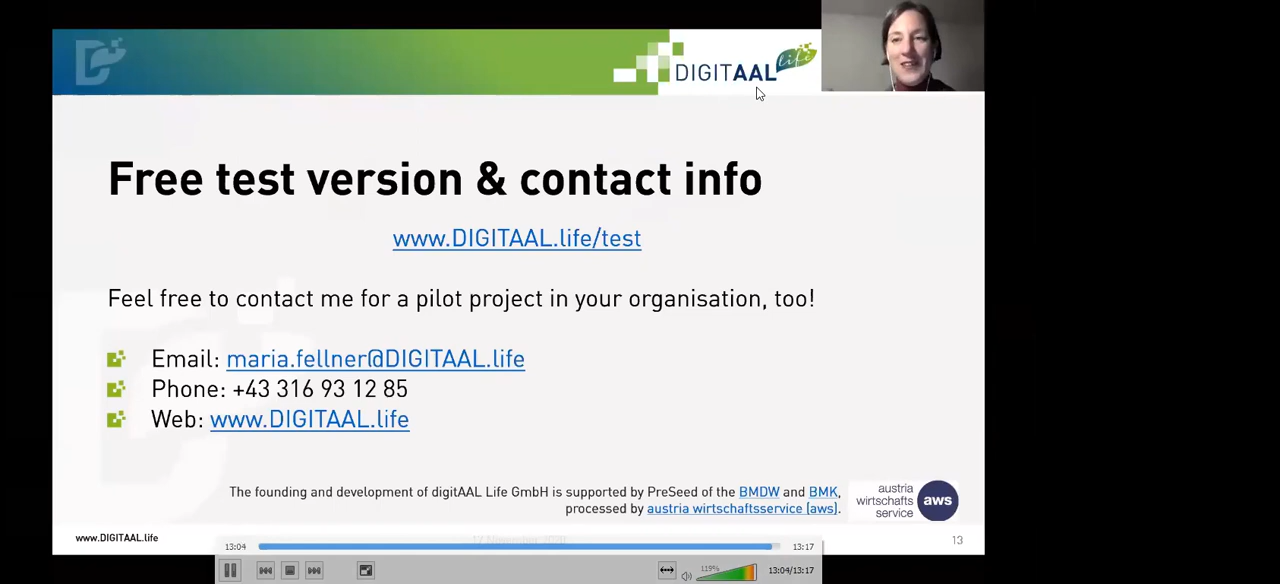 DIGITAAL life
Free test version & contact info
www.DIGITAAL.life/test
Feel free to contact me for a pilot project in your organisation, too!
Email: maria.fellner@DIGITAAL.life
Phone: +43 316 93 12 85
Web: www.DIGITAAL.life
The founding and development of digitAAL Life GmbH is supported by PreSeed of the BMDW and BMK,
processed by austria wirtschaftsservice (aws).
austria
wirtschafts
service
aws
www.DIGITAAL.life
13
13:04
13:17
119%
13:04/13:17